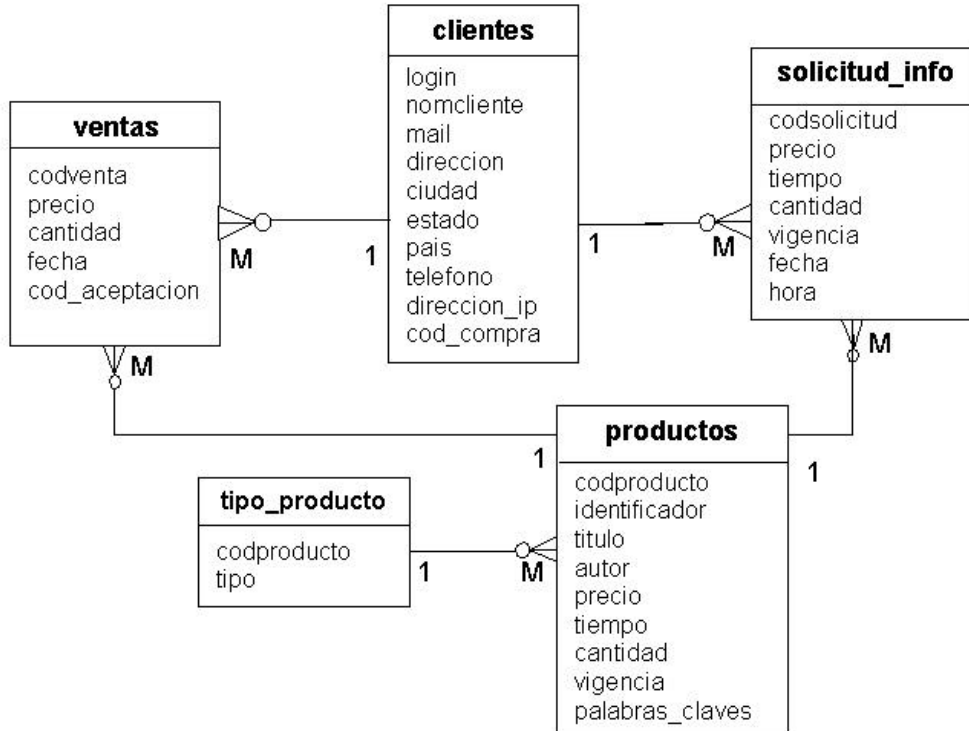 clientes
login
nomcliente
mail
direccion
ciudad
estado
pais
telefono
direccion_ip
cod_compra
solicitud_info
codsolicitud
precio
tiempo
cantidad
vigencia
fecha
hora
ventas
codventa
precio
cantidad
fecha
cod_aceptacion
M
1
1
M
M
M
1
1
productos
codproducto
identificador
titulo
autor
precio
tiempo
cantidad
vigencia
palabras_claves
tipo_producto
codproducto
tipo
1
M